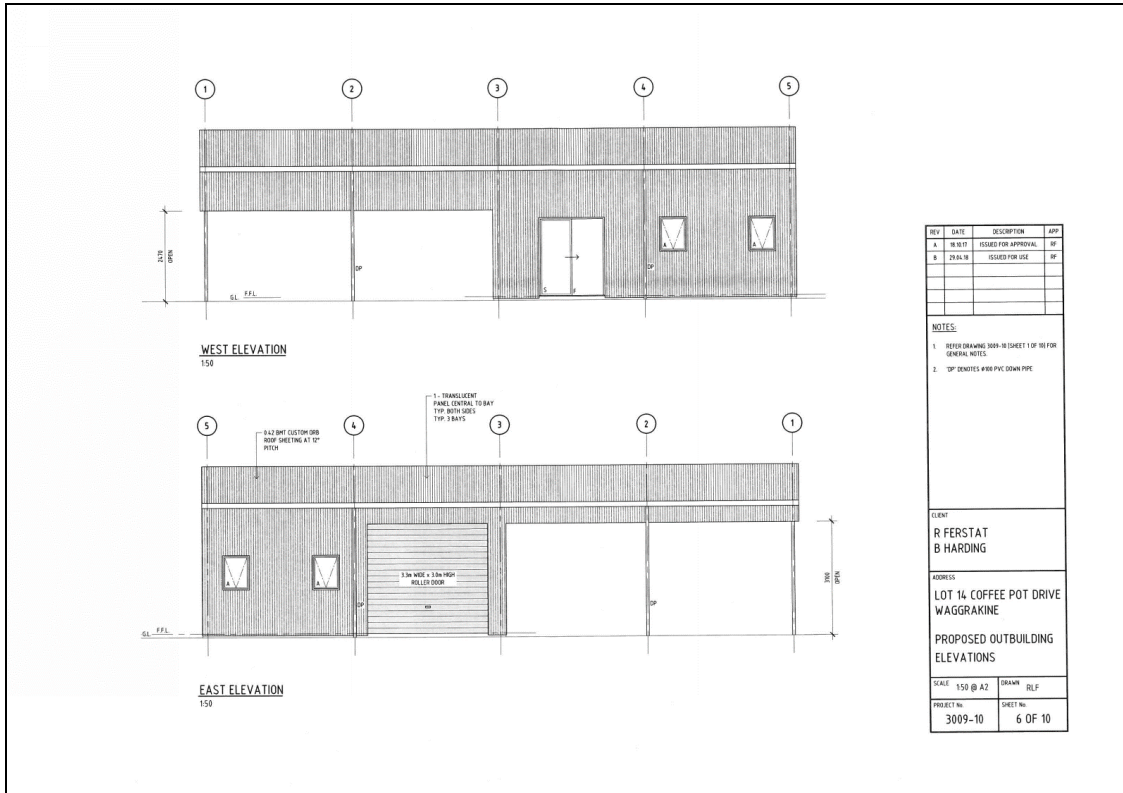 1
2
3
4
5
2470
OPEN
DP
A
A
DP
S
F
G.L.
F.F.L.
WEST ELEVATION
1:50
1 - TRANSLUCENT
PANEL CENTRAL TO BAY
TYP. BOTH SIDES
TYP. 3 BAYS
0.42 BMT CUSTOM ORB
ROOF SHEETING AT 12°
PITCH
5
4
3
2
1
A
A
3.3m WIDE x 3.0m HIGH
ROLLER DOOR
DP
DP
3100
OPEN
G.L.
F.F.L.
EAST ELEVATION
1:50
REV DATE DESCRIPTION APP
A 18.10.17 ISSUED FOR APPROVAL RF
B 29.04.18 ISSUED FOR USE RF
NOTES:
1. REFER DRAWING 3009-10 (SHEET 1 OF 10) FOR
GENERAL NOTES.
2. 'DP' DENOTES ø100 PVC DOWN PIPE
CLIENT
R FERSTAT
B HARDING
ADDRESS
LOT 14 COFFEE POT DRIVE
WAGGRAKINE
PROPOSED OUTBUILDING
ELEVATIONS
SCALE 1:50 @ A2 DRAWN RLF
PROJECT No. SHEET No.
3009-10 6 OF 10